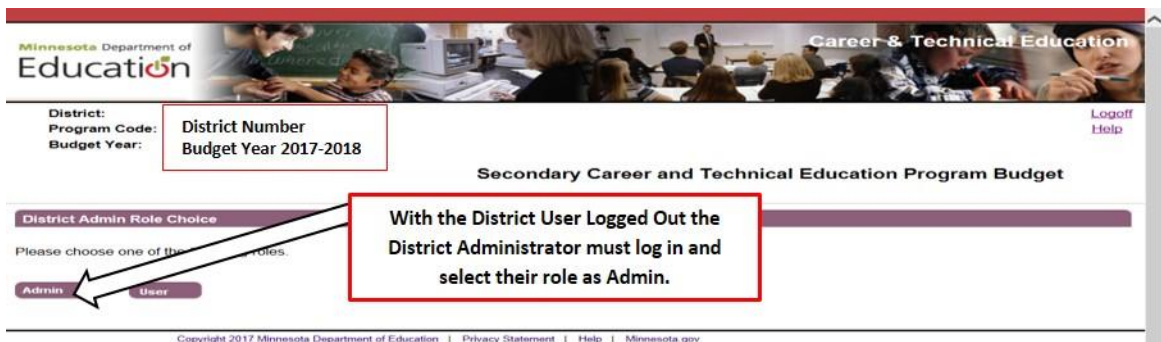 Minnesota Department of
Education
Career & Technical Education
District:
Program Code:
Budget Year:
District Number
Budget Year 2017-2018
Logoff
Help
Secondary Career and Technical Education Program Budget
District Admin Role Choice
With the District User Logged Out the
District Administrator must log in and
select their role as Admin.
Please choose one of the roles.
Admin
User
Copyright 2017 Minnesota Department of Education | Privacy Statement | Help | Minnesota.gov